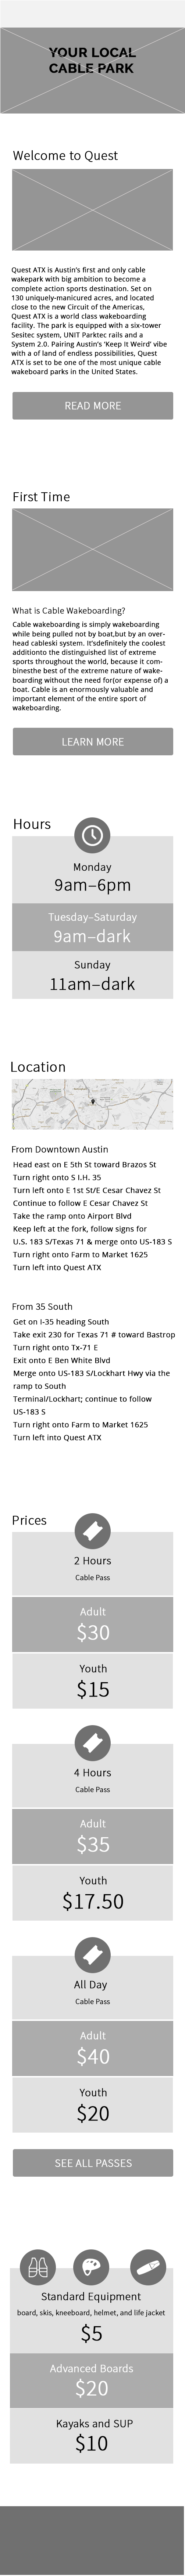 YOUR LOCAL
CABLE PARK
Welcome to Quest
Quest ATX is Austin's first and only cable
wakepark with big ambition to become a
complete action sports destination. Set on
130 uniquely-manicured acres, and located
close to the new Circuit of the Americas,
Quest ATX is a world class wakeboarding
facility. The park is equipped with a six-tower
Sesitec system, UNIT Parktec rails and a
System 2.0. Pairing Austin's 'Keep It Weird' vibe
with a of land of endless possibilities, Quest
ATX is set to be one of the most unique cable
wakeboard parks in the United States.
READ MORE
First Time
What is Cable Wakeboarding?
Cable wakeboarding is simply wakeboarding
while being pulled not by boat,but by an over-
head cableski system. It'sdefinitely the coolest
additionto the distinguished list of extreme
sports throughout the world, because it com-
binesthe best of the extreme nature of wake-
boarding without the need for(or expense of) a
boat. Cable is an enormously valuable and
important element of the entire sport of
wakeboarding.
LEARN MORE
Hours
Monday
9am–6pm
Tuesday–Saturday
9am–dark
Sunday
11am–dark
Location
From Downtown Austin
Head east on E 5th St toward Brazos St
Turn right onto S I.H. 35
Turn left onto E 1st St/E Cesar Chavez St
Continue to follow E Cesar Chavez St
Take the ramp onto Airport Blvd
Keep left at the fork, follow signs for
U.S. 183 S/Texas 71 & merge onto US-183 S
Turn right onto Farm to Market 1625
Turn left into Quest ATX
From 35 South
Get on I-35 heading South
Take exit 230 for Texas 71 # toward Bastrop
Turn right onto Tx-71 E
Exit onto E Ben White Blvd
Merge onto US-183 S/Lockhart Hwy via the
ramp to South
Terminal/Lockhart; continue to follow
US-183 S
Turn right onto Farm to Market 1625
Turn left into Quest ATX
Prices
2 Hours
Cable Pass
Adult
$30
Youth
$15
4 Hours
Cable Pass
Adult
$35
Youth
$17.50
All Day
Cable Pass
Adult
$40
Youth
$20
SEE ALL PASSES
Standard Equipment
board, skis, kneeboard, helmet, and life jacket
$5
Advanced Boards
$20
Kayaks and SUP
$10